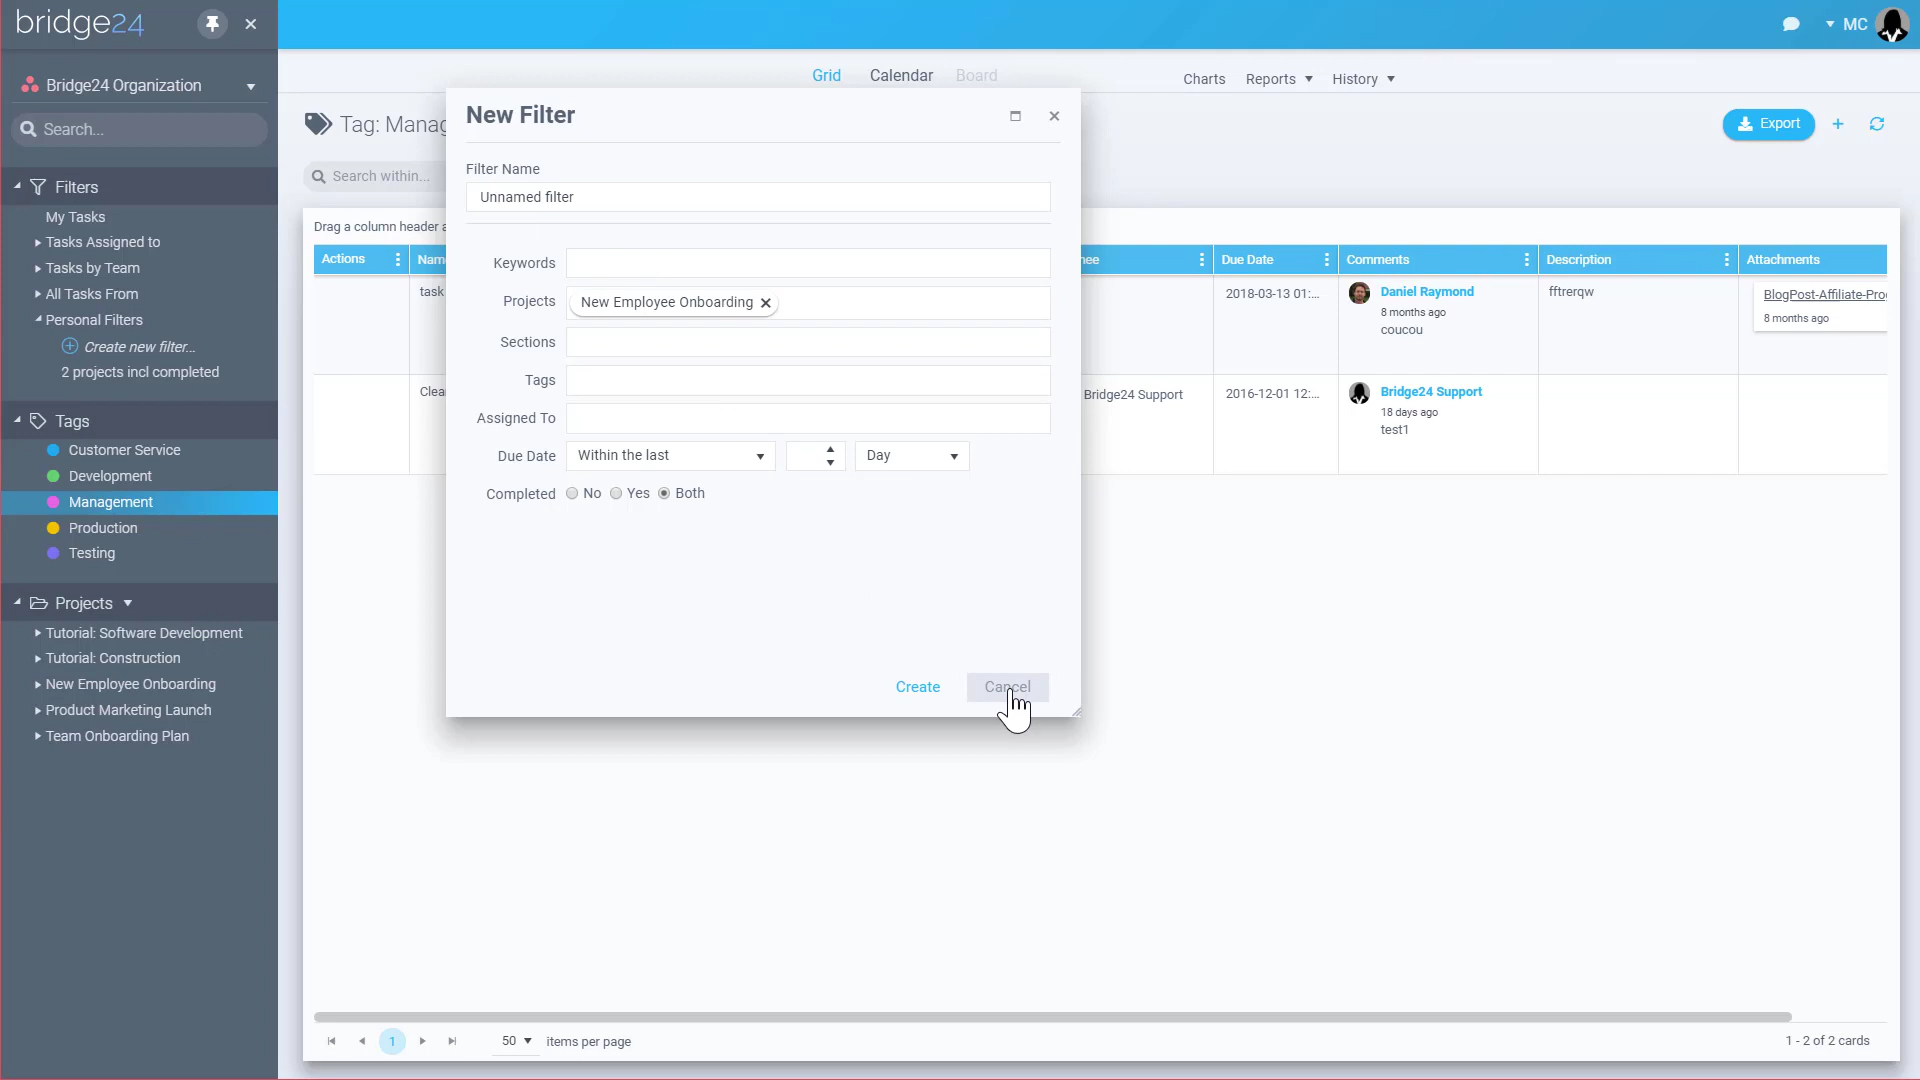 bridge24
MC
Bridge24 Organization
Search...
Filters
My Tasks
Tasks Assigned to
Tasks by Team
All Tasks From
Personal Filters
Create new filter...
2 projects incl completed
Tags
Customer Service
Development
Management
Production
Testing
Projects
Tutorial: Software Development
Tutorial: Construction
New Employee Onboarding
Product Marketing Launch
Team Onboarding Plan
Grid Calendar Board
Charts Reports History
Tag: Manag
Export
Search within...
Drag a column header a
Actions Nam
nee Due Date Comments Description Attachments
task
2018-03-13 01:... Daniel Raymond fftrerqw BlogPost-Affiliate-Prog
8 months ago
coucou
8 months ago
Clea
Bridge24 Support 2016-12-01 12:... Bridge24 Support
18 days ago
test1
New Filter
Filter Name
Unnamed filter
Keywords
Projects New Employee Onboarding
Sections
Tags
Assigned To
Due Date Within the last Day
Completed No Yes Both
Create Cancel
1 50 items per page
1 - 2 of 2 cards